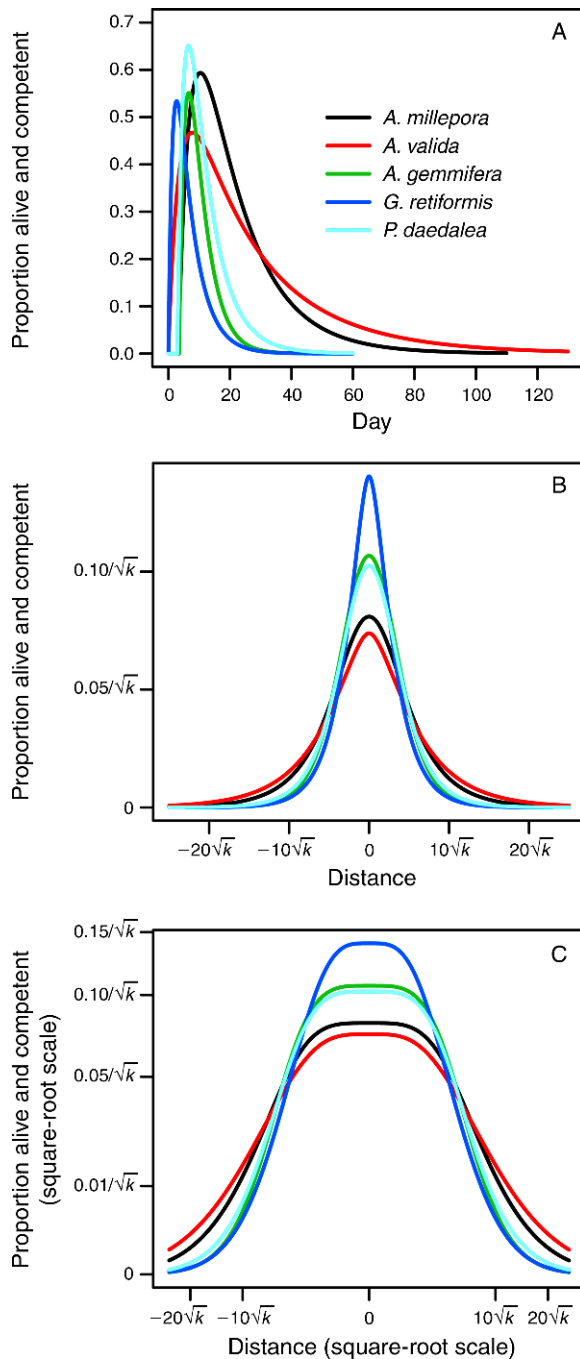 A
Proportion alive and competent
0.7
0.6
0.5
0.4
0.3
0.2
0.1
0.0
A. millepora
A. valida
A. gemmifera
G. retiformis
P. daedalea
0 20 40 60 80 100 120
Day
B
Proportion alive and competent
0.10/√k
0.05/√k
0
−20√k −10√k 0 10√k 20√k
Distance
C
Proportion alive and competent
(square-root scale)
0.15/√k
0.10/√k
0.05/√k
0.01/√k
0
−20√k −10√k 0 10√k 20√k
Distance (square-root scale)